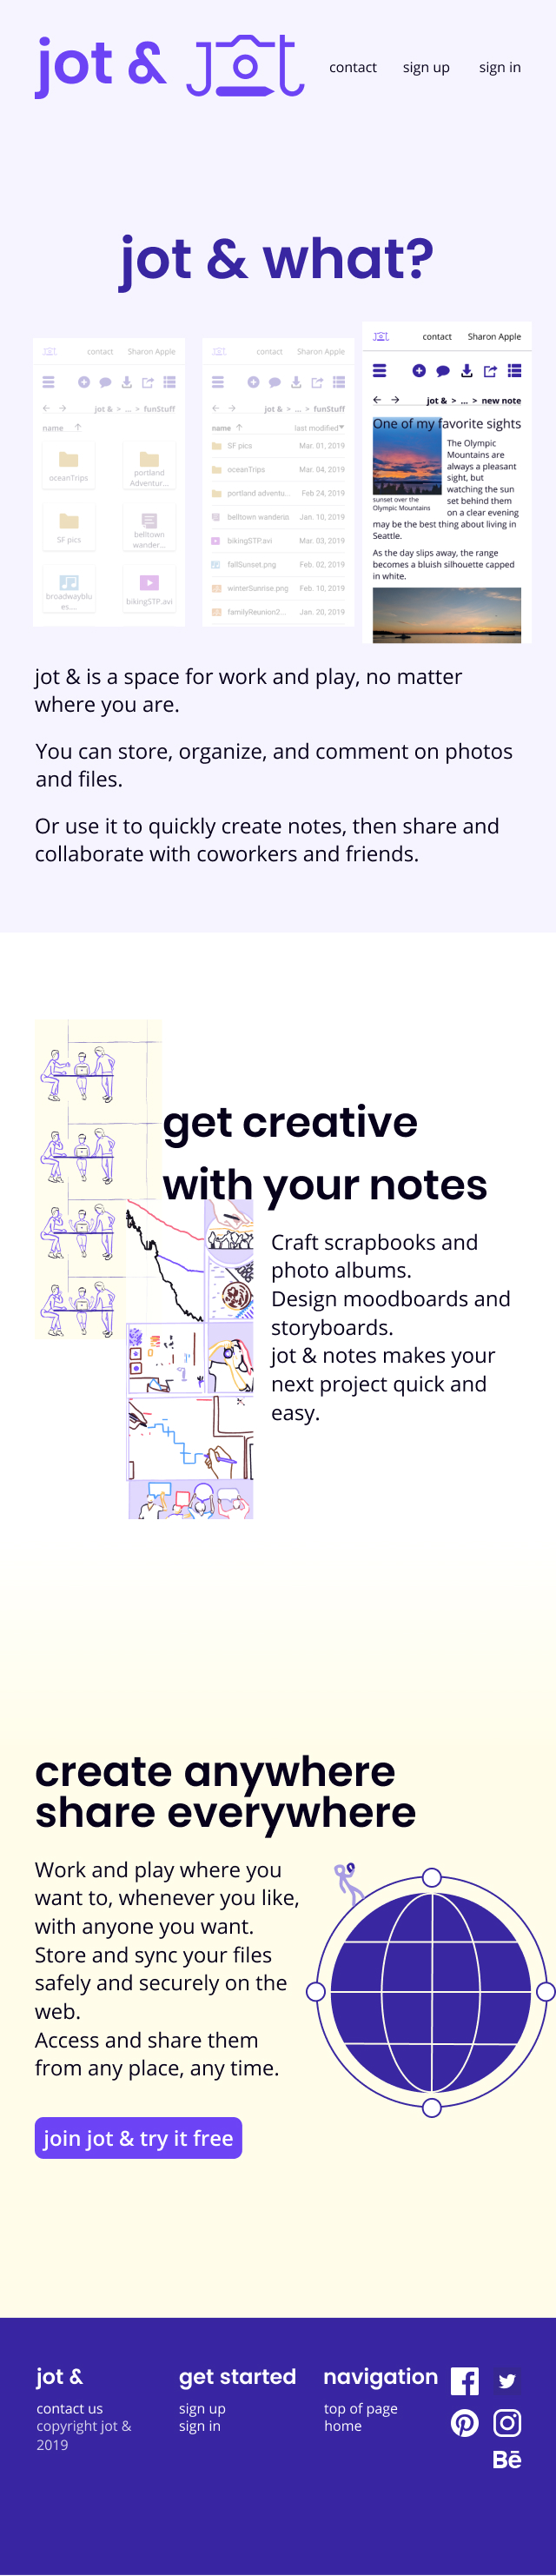 jot &
contact sign up sign in
jot & what?
contact Sharon Apple
jot & > ... > funStuff
name
oceanTrips
portland
Adventur...
SF pics
belltown
wander...
broadwayblu
es....
bikingSTP.avi
contact Sharon Apple
jot & > ... > funStuff
name last modified
SF pics Mar. 01, 2019
oceanTrips Mar. 04, 2019
portland adventu... Feb 24, 2019
belltown wanderiss Jan. 10, 2019
bikingSTP.avi Mar. 03, 2019
fallSunset.png Feb. 02, 2019
winterSunrise.png Feb. 10, 2019
familyReunion2... Jan. 20, 2019
contact Sharon Apple
jot & > ... > new note
One of my favorite sights
The Olympic
Mountains are
always a pleasant
sight, but
watching the sun
set behind them
on a clear evening
sunset over the
Olympic Mountains
may be the best thing about living in
Seattle.
As the day slips away, the range
becomes a bluish silhouette capped
in white.
jot & is a space for work and play, no matter
where you are.
You can store, organize, and comment on photos
and files.
Or use it to quickly create notes, then share and
collaborate with coworkers and friends.
get creative
with your notes
Craft scrapbooks and
photo albums.
Design moodboards and
storyboards.
jot & notes makes your
next project quick and
easy.
create anywhere
share everywhere
Work and play where you
want to, whenever you like,
with anyone you want.
Store and sync your files
safely and securely on the
web.
Access and share them
from any place, any time.
join jot & try it free
jot &
contact us
copyright jot &
2019
get started
sign up
sign in
navigation
top of page
home
Bē